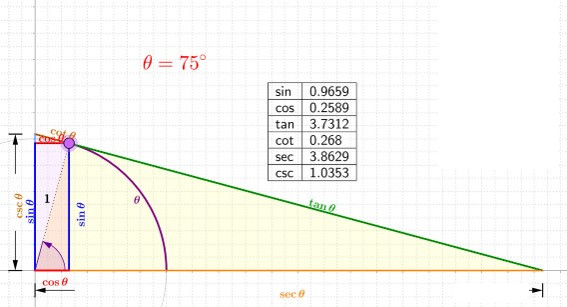 θ = 75°
sin 0.9659
cos 0.2589
tan 3.7312
cot 0.268
sec 3.8629
csc 1.0353
cot θ
cos θ
1
θ
csc θ
sin θ
sin θ
tan θ
cos θ
sec θ